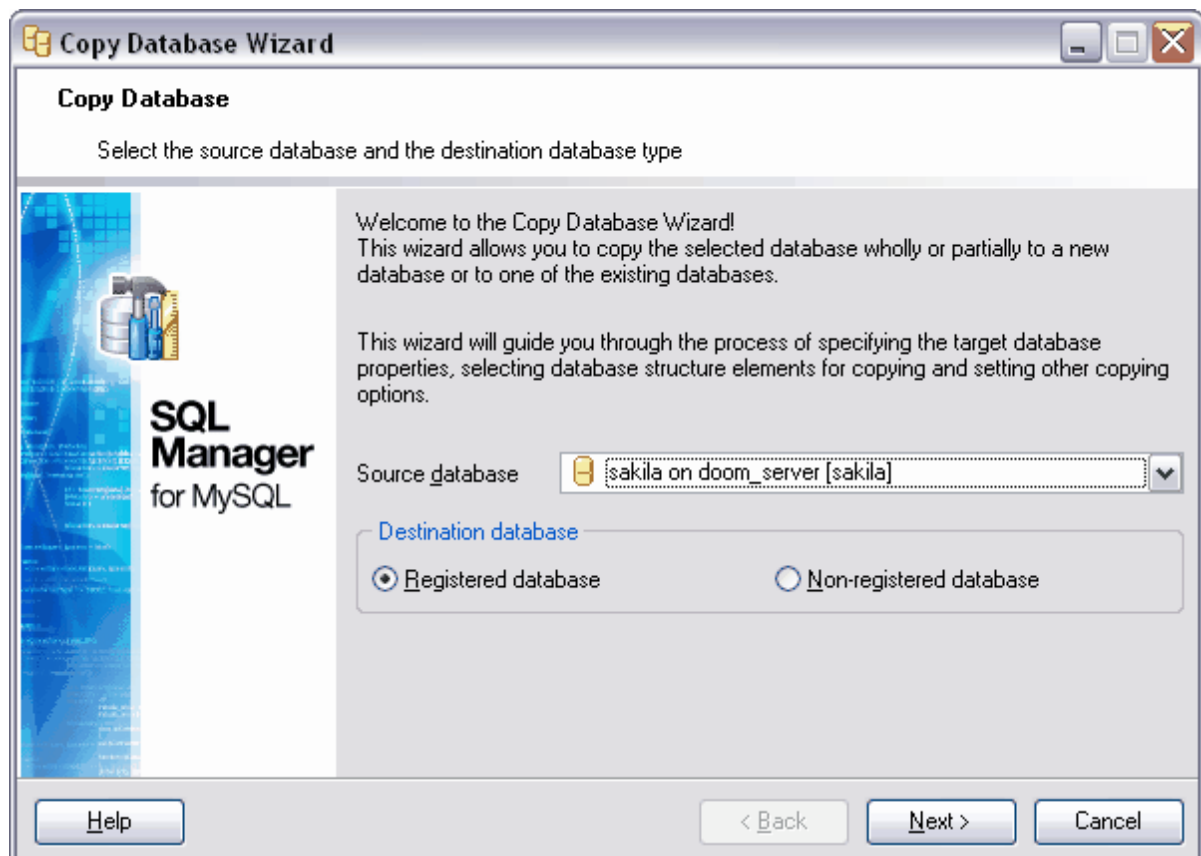 Copy Database Wizard
Copy Database
Select the source database and the destination database type
Welcome to the Copy Database Wizard!
This wizard allows you to copy the selected database wholly or partially to a new
database or to one of the existing databases.
This wizard will guide you through the process of specifying the target database
properties, selecting database structure elements for copying and setting other copying
options.
SQL
Manager
for MySQL
Source database
sakila on doom_server [sakila]
Destination database
Registered database
Non-registered database
Help
< Back
Next >
Cancel